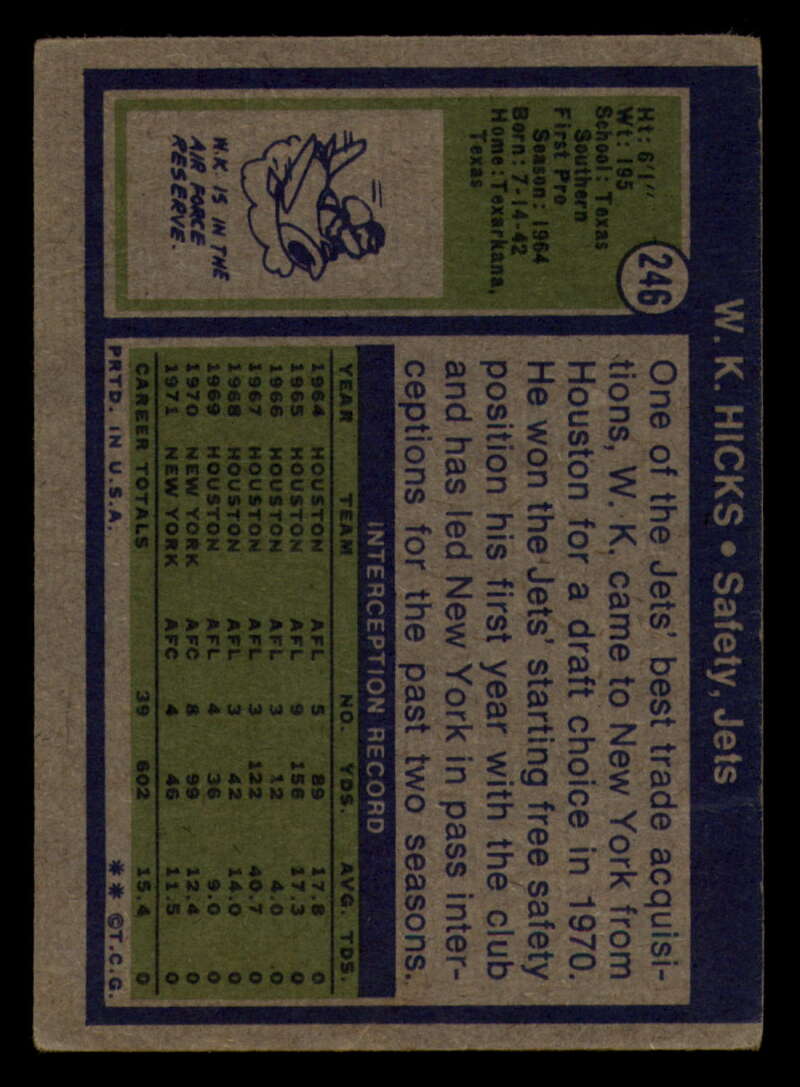 W. K. HICKS • Safety, Jets
246
Ht: 6'1"
Wt: 195
School: Texas
Southern
First Pro
Season: 1964
Born: 7-14-42
Home: Texarkana,
Texas
W.K. IS IN THE
AIR FORCE
RESERVE.
One of the Jets' best trade acquisi-
tions, W. K. came to New York from
Houston for a draft choice in 1970.
He won the Jets' starting free safety
position his first year with the club
and has led New York in pass inter-
ceptions for the past two seasons.
INTERCEPTION RECORD
YEAR TEAM NO. YDS. AVG. TDS.
1964 HOUSTON AFL 5 89 17.8 0
1965 HOUSTON AFL 9 156 17.3 0
1966 HOUSTON AFL 3 12 4.0 0
1967 HOUSTON AFL 3 122 40.7 0
1968 HOUSTON AFL 3 42 14.0 0
1969 HOUSTON AFL 4 36 9.0 0
1970 NEW YORK AFC 8 99 12.4 0
1971 NEW YORK AFC 4 46 11.5 0
CAREER TOTALS 39 602 15.4 0
PRTD. IN U.S.A. ** ©T.C.G.